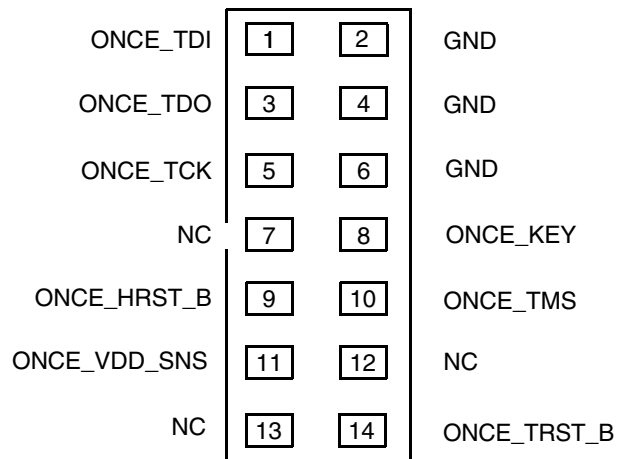 ONCE_TDI 1 2 GND
ONCE_TDO 3 4 GND
ONCE_TCK 5 6 GND
NC 7 8 ONCE_KEY
ONCE_HRST_B 9 10 ONCE_TMS
ONCE_VDD_SNS 11 12 NC
NC 13 14 ONCE_TRST_B